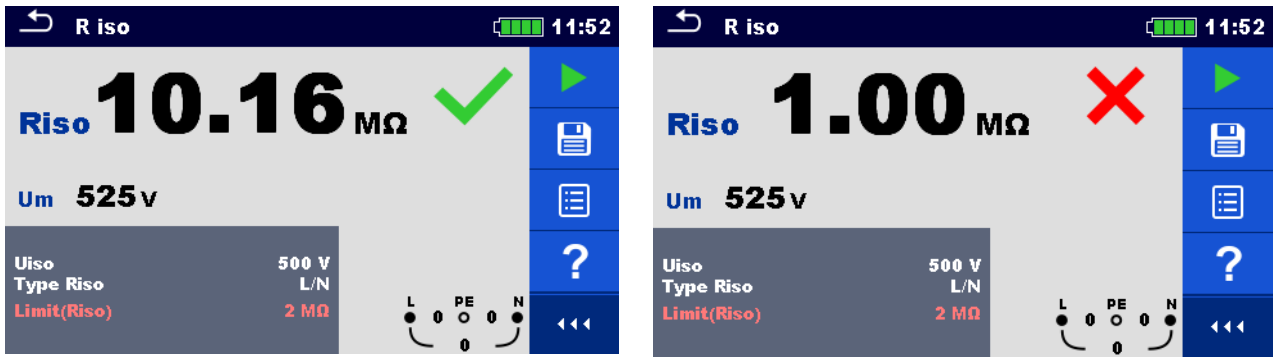 R iso 11:52
Riso 10.16 MΩ
Um 525 V
Uiso 500 V
Type Riso L/N
Limit(Riso) 2 MΩ
L PE N
0 0
0
?
R iso 11:52
Riso 1.00 MΩ
Um 525 V
Uiso 500 V
Type Riso L/N
Limit(Riso) 2 MΩ
L PE N
0 0
0
?